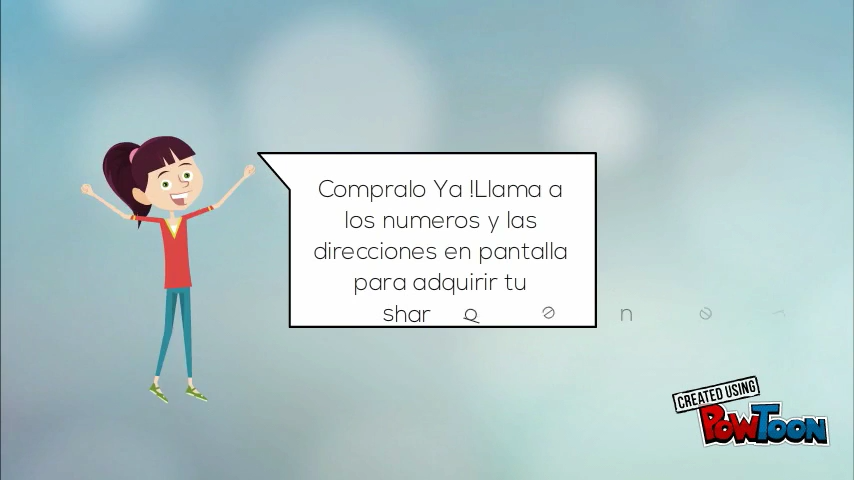 Compralo Ya !Llama a
los numeros y las
direcciones en pantalla
para adquirir tu
shar
CREATED USING
POWTOON